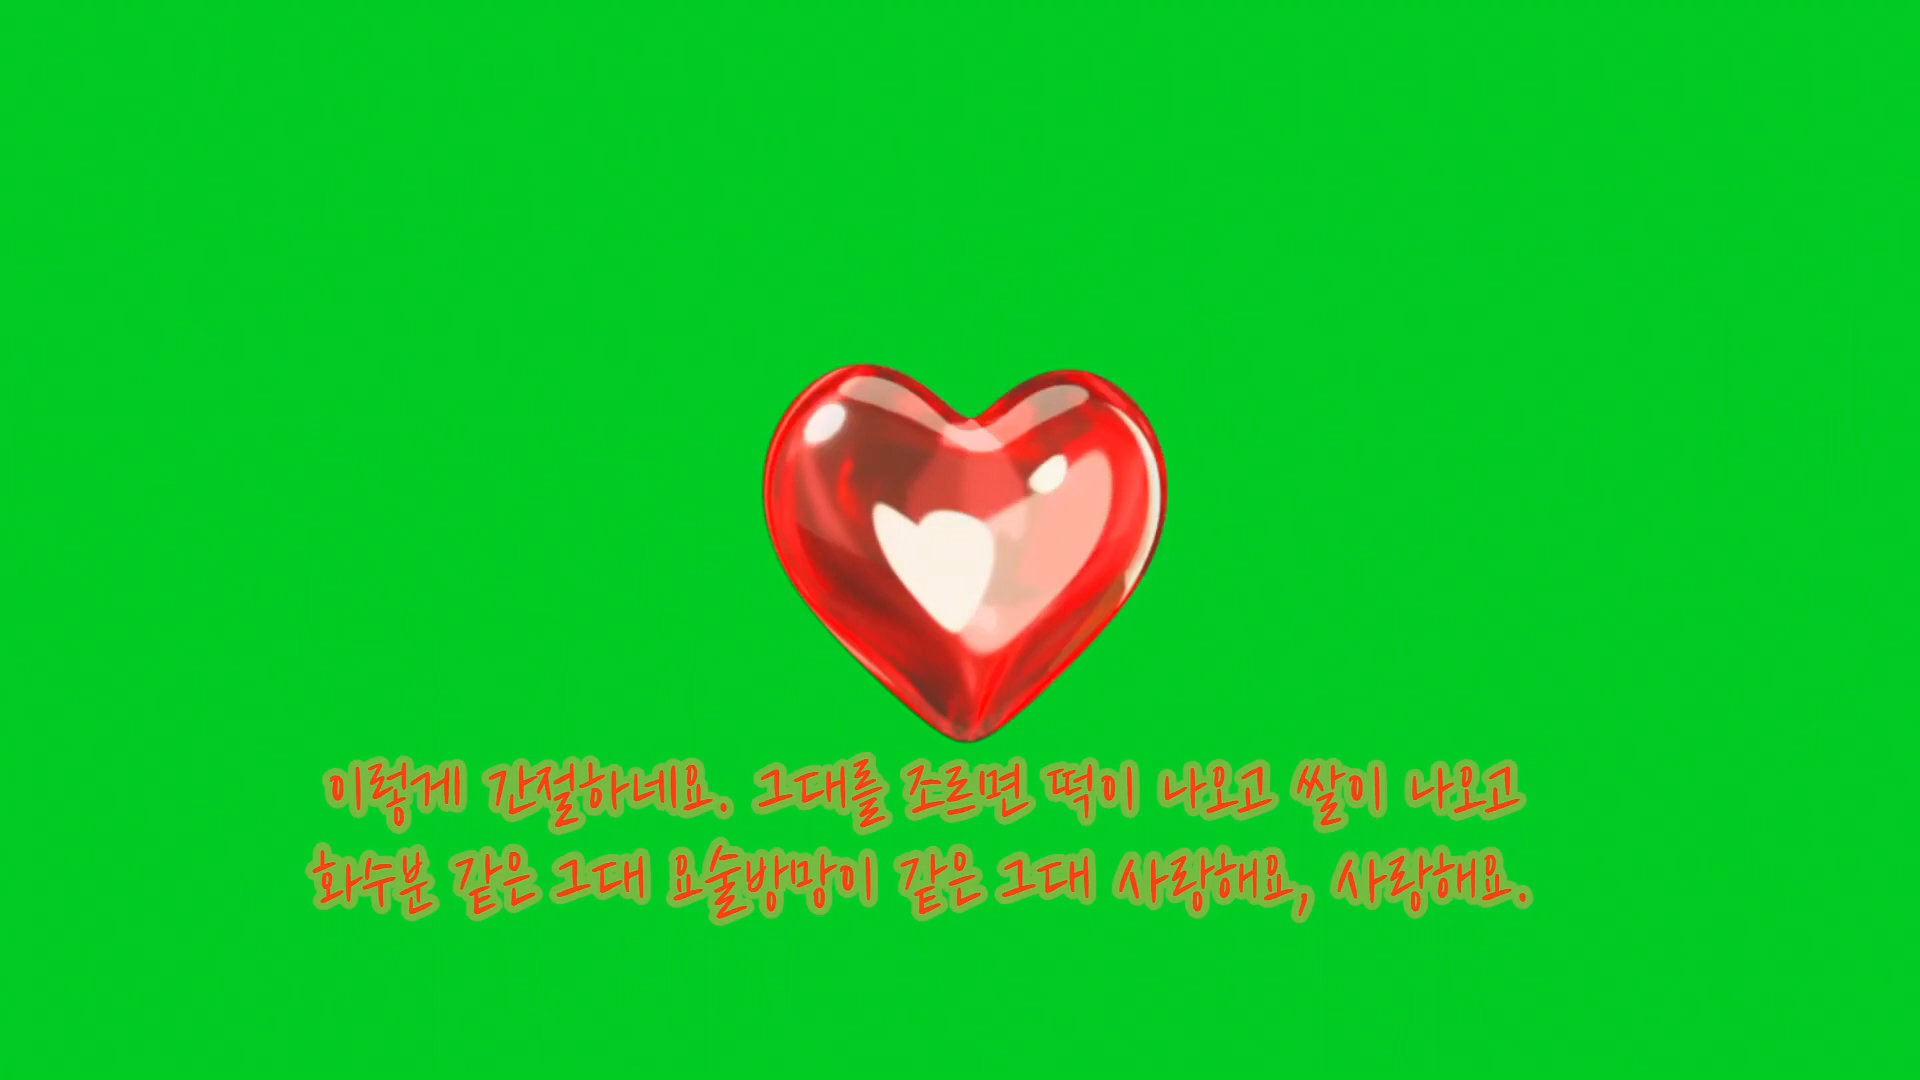 이렇게 간절하네요. 그대를 조르면 떡이 나오고 쌀이 나오고
화수분 같은 그대 요술방망이 같은 그대 사랑해요, 사랑해요.